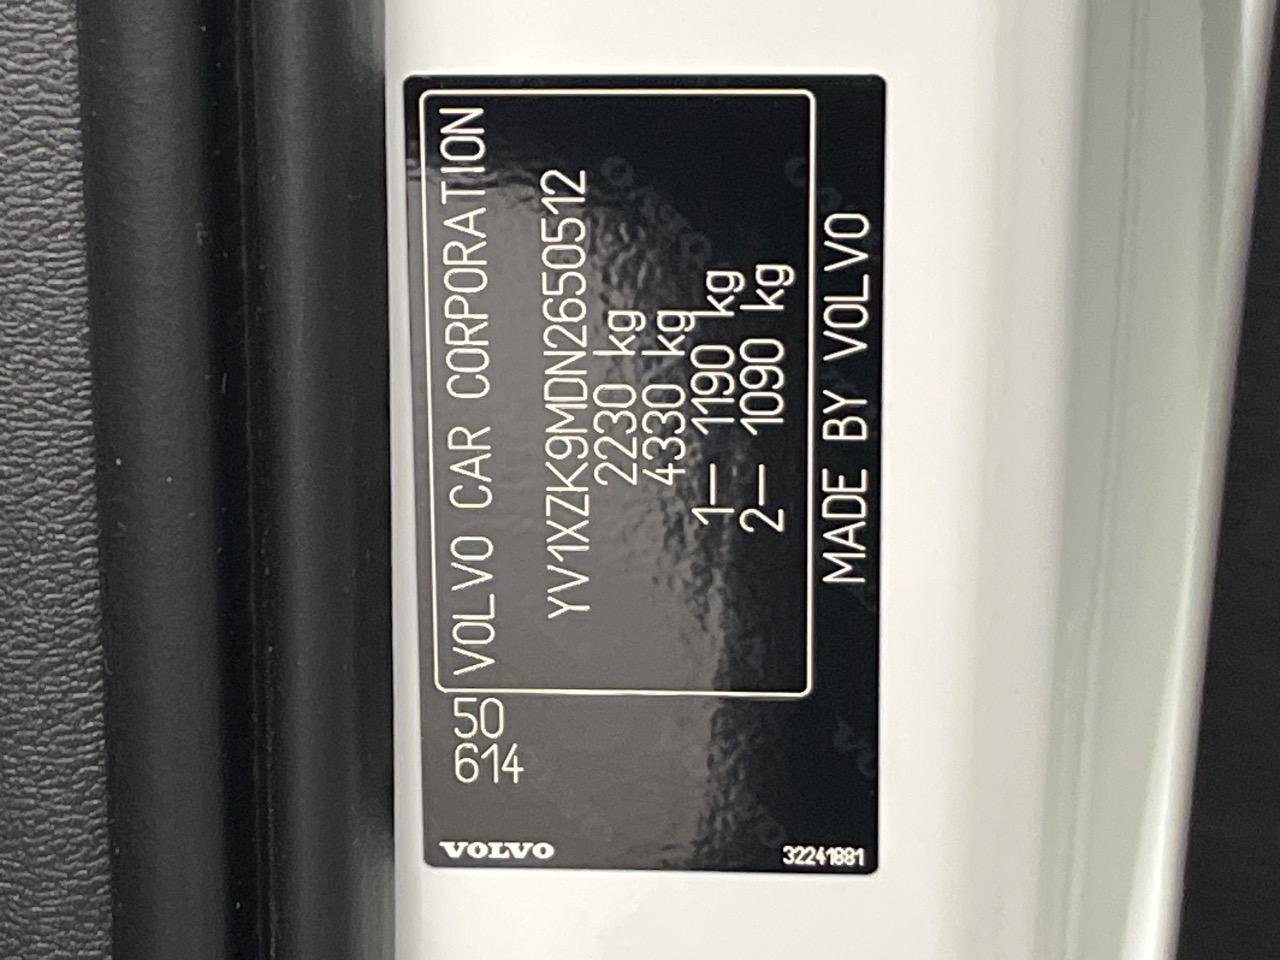 VOLVO CAR CORPORATION
YV1XZK9MDN2650512
2230 kg
4330 kg
1— 1190 kg
2— 1090 kg
MADE BY VOLVO
50
614
VOLVO
32241881